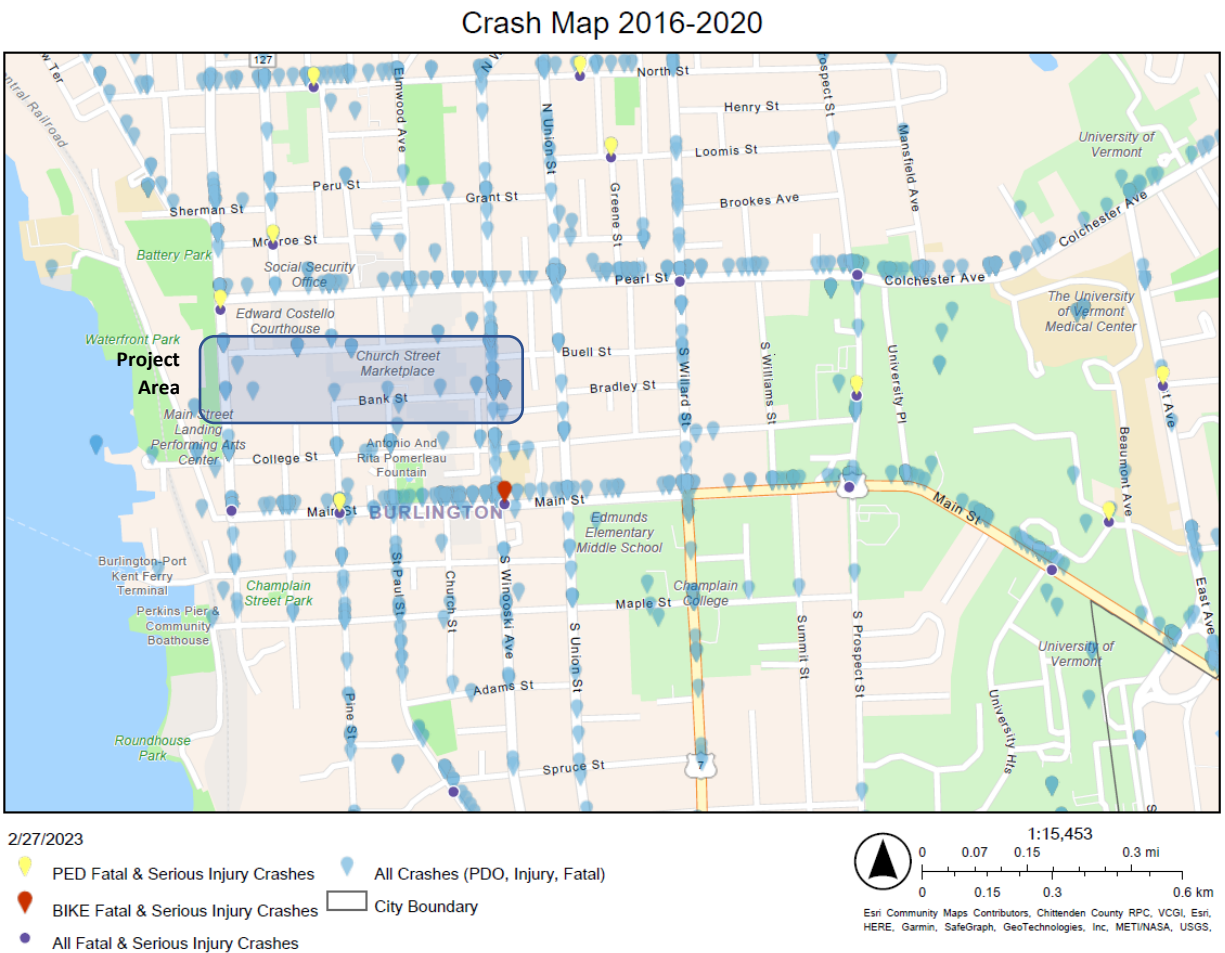 Crash Map 2016-2020
127
North St
Elmwood Ave
N Union St
Henry St
Loomis St
Mansfield Ave
University of
Vermont
Peru St
Grant St
Greene St
Brookes Ave
Sherman St
Monroe St
Colchester Ave
Battery Park
Social Security
Office
Pearl St
Colchester Ave
Edward Costello
Courthouse
The University
of Vermont
Medical Center
Waterfront Park
Project
Area
Church Street
Marketplace
Buell St
S Willard St
S Williams St
University Pl
Bank St
Bradley St
Main Street
Landing
Performing Arts
Center
College St
Antonio And
Rita Pomerleau
Fountain
Beaumont Ave
Main St
BURLINGTON
Main St
Main St
Edmunds
Elementary
Middle School
Burlington-Port
Kent Ferry
Terminal
Champlain
Street Park
St Paul St
Church St
S Winooski Ave
Maple St
Champlain
College
East Ave
Perkins Pier &
Community
Boathouse
S Union St
Summit St
S Prospect St
University of
Vermont
Adams St
Pine St
University Hts
Roundhouse
Park
Spruce St
7
2/27/2023
PED Fatal & Serious Injury Crashes
BIKE Fatal & Serious Injury Crashes
All Fatal & Serious Injury Crashes
All Crashes (PDO, Injury, Fatal)
City Boundary
1:15,453
0 0.07 0.15 0.3 mi
0 0.15 0.3 0.6 km
Esri Community Maps Contributors, Chittenden County RPC, VCGI, Esri,
HERE, Garmin, SafeGraph, GeoTechnologies, Inc, METI/NASA, USGS,